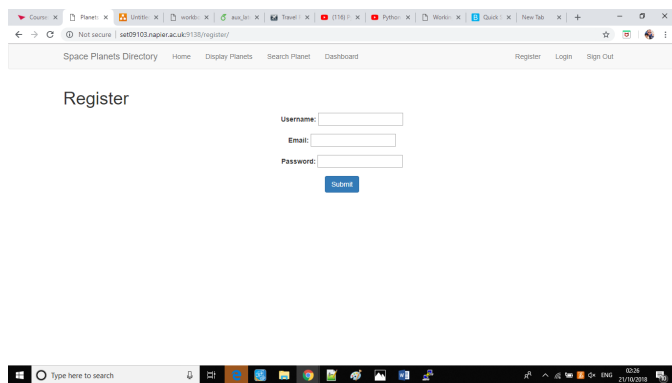 Course
Planets
Untitle
workb
aux_let
Travel
(116) P
Python
Workin
Quick
New Tab
Not secure | set09103.napier.ac.uk:9138/register/
Space Planets Directory Home Display Planets Search Planet Dashboard Register Login Sign Out
Register
Username:
Email:
Password:
Submit
Type here to search
ENG
02:26
21/10/2018